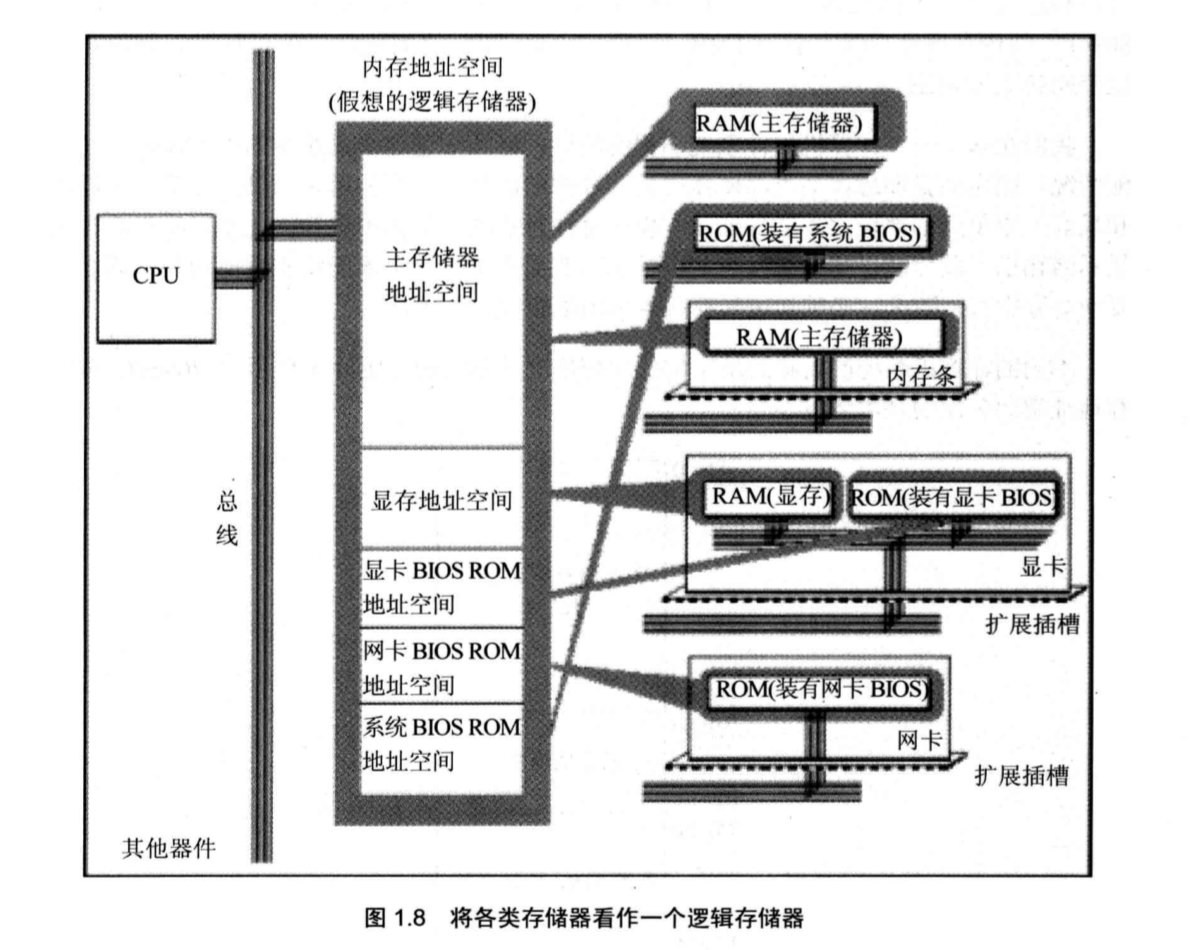 内存地址空间
(假想的逻辑存储器)
CPU
主存储器
地址空间
显存地址空间
显卡 BIOS ROM
地址空间
网卡 BIOS ROM
地址空间
系统 BIOS ROM
地址空间
总
线
其他器件
RAM(主存储器)
ROM(装有系统 BIOS)
RAM(主存储器)
内存条
RAM(显存)
ROM(装有显卡 BIOS)
显卡
扩展插槽
ROM(装有网卡 BIOS)
网卡
扩展插槽
图 1.8 将各类存储器看作一个逻辑存储器